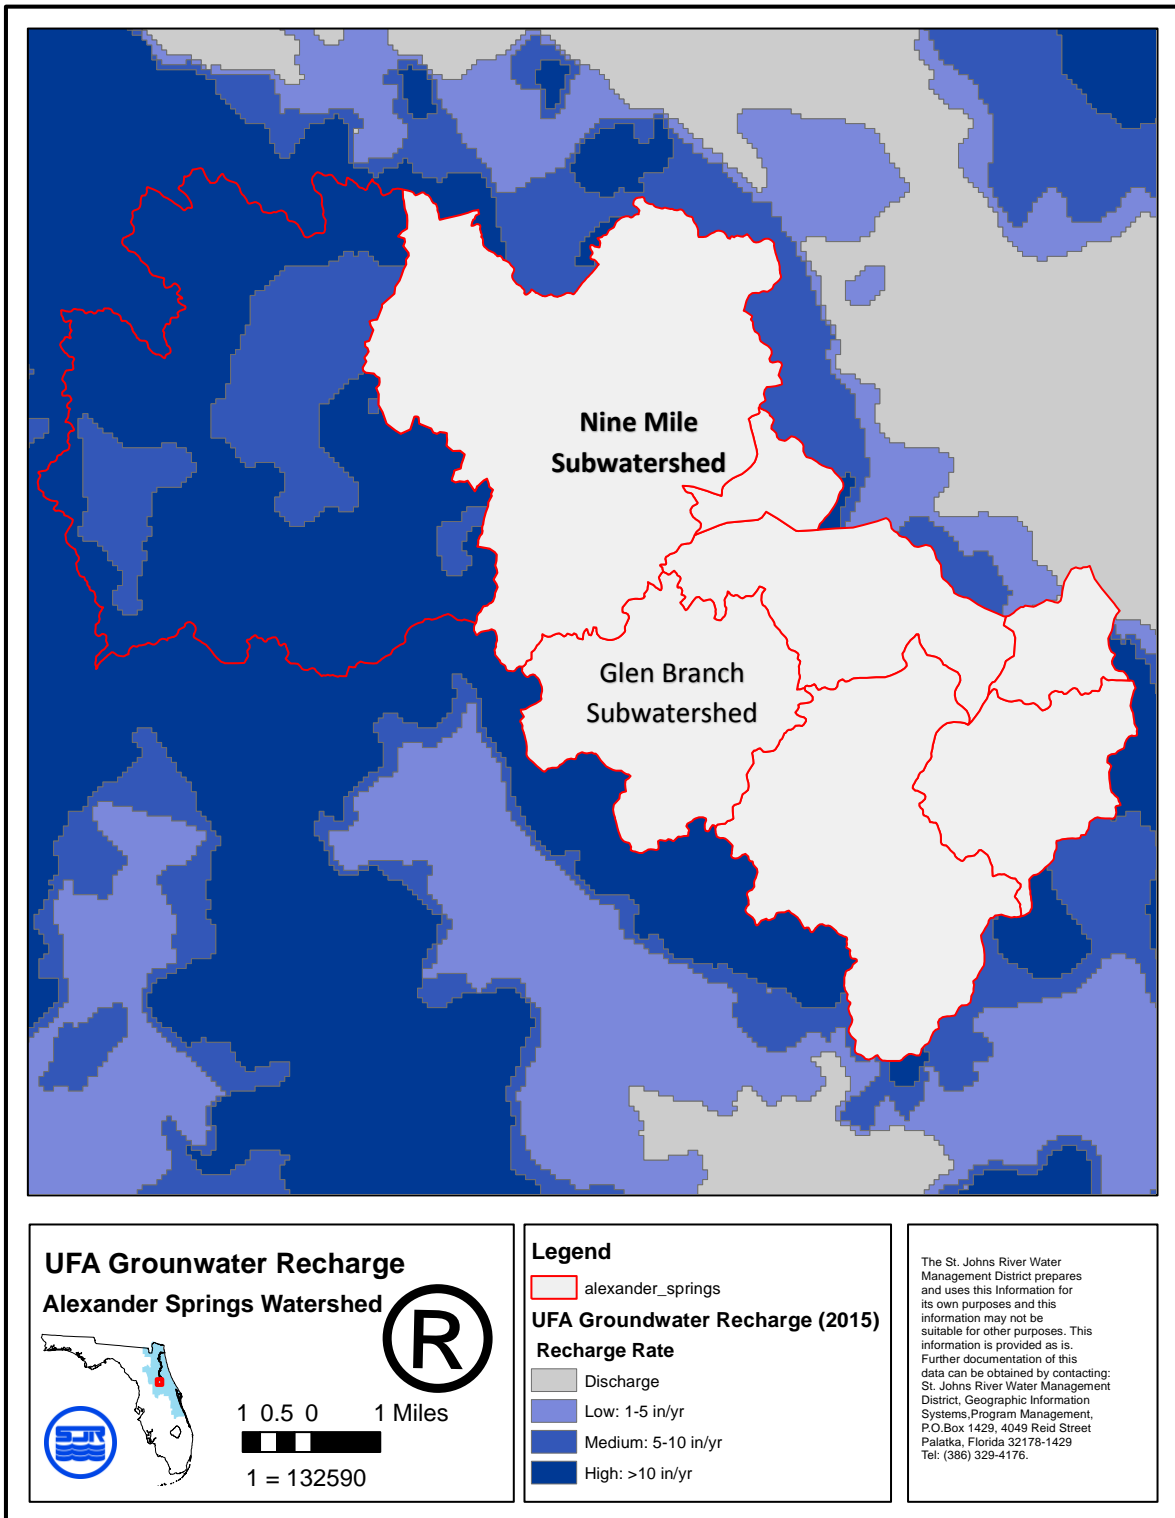 Nine Mile
Subwatershed
Glen Branch
Subwatershed
UFA Grounwater Recharge
Alexander Springs Watershed
R
SJR
1 0.5 0 1 Miles
1 = 132590
Legend
alexander_springs
UFA Groundwater Recharge (2015)
Recharge Rate
Discharge
Low: 1-5 in/yr
Medium: 5-10 in/yr
High: >10 in/yr
The St. Johns River Water
Management District prepares
and uses this Information for
its own purposes and this
information may not be
suitable for other purposes. This
information is provided as is.
Further documentation of this
data can be obtained by contacting:
St. Johns River Water Management
District, Geographic Information
Systems,Program Management,
P.O.Box 1429, 4049 Reid Street
Palatka, Florida 32178-1429
Tel: (386) 329-4176.